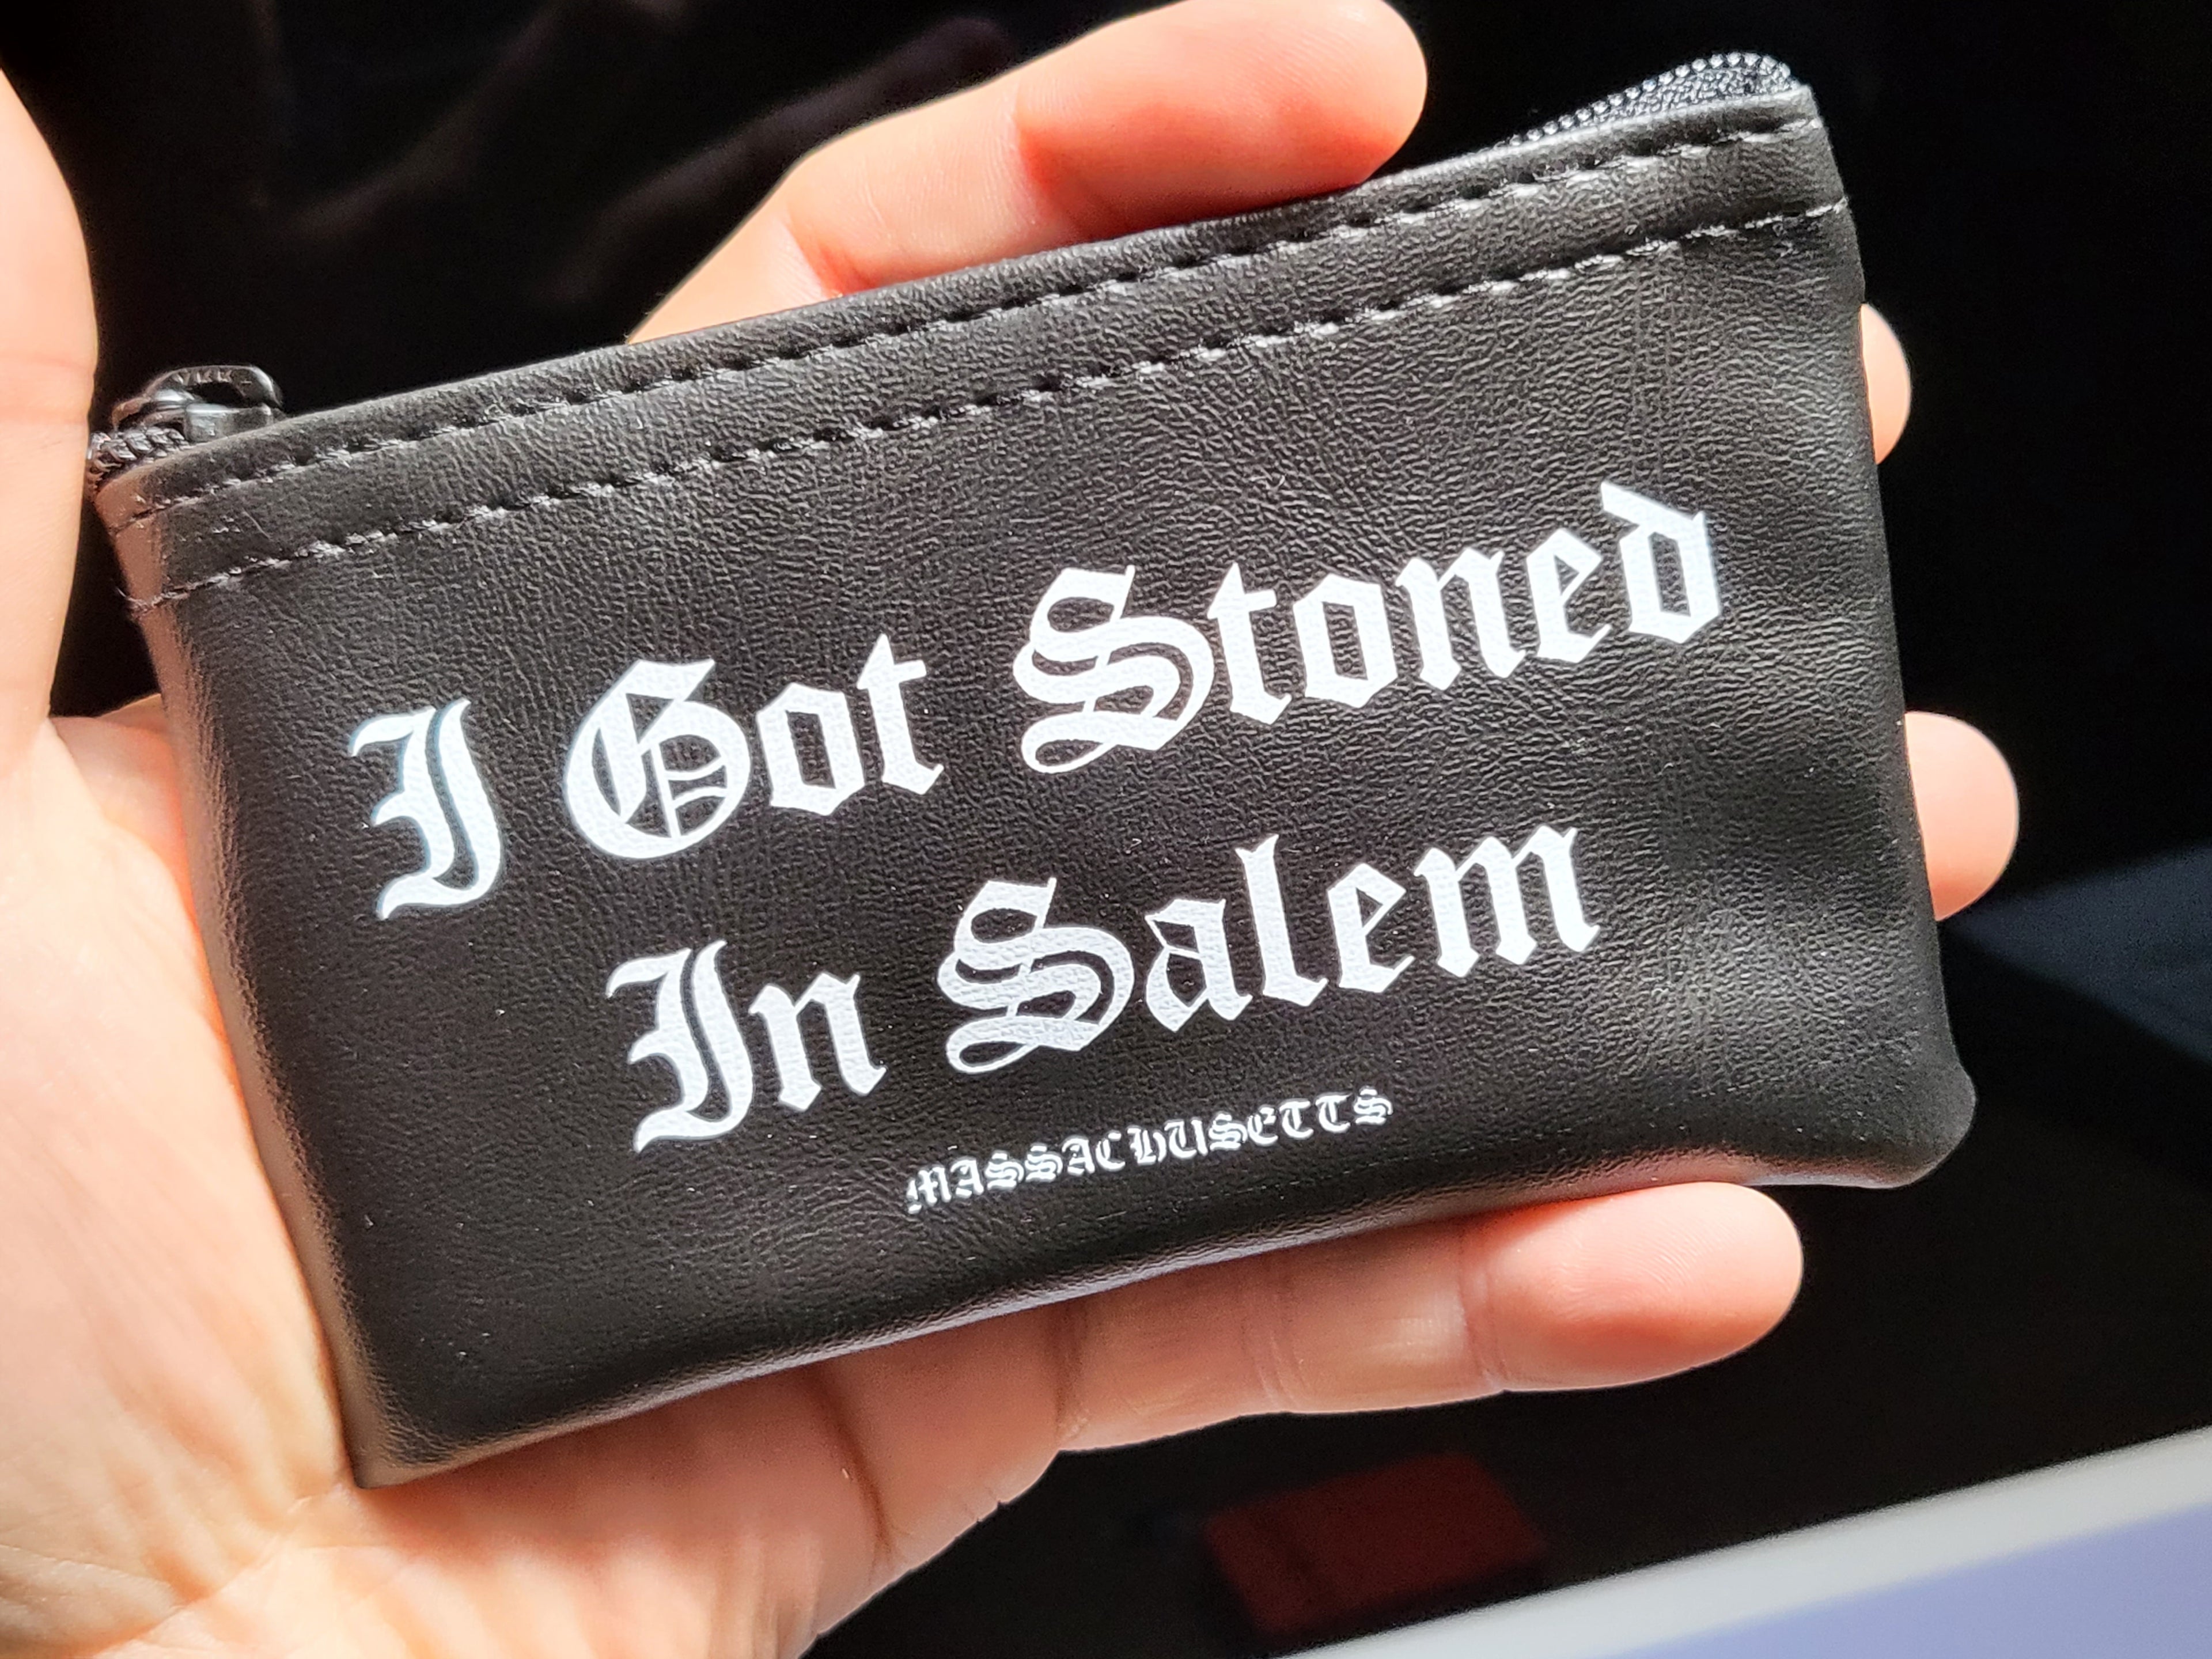 I Got Stoned
In Salem
MASSACHUSETTS